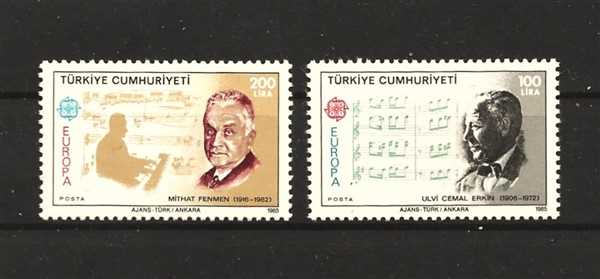 TÜRKİYE CUMHURİYETİ
200
LİRA
EUROPA
MİTHAT FENMEN (1916-1982)
POSTA
AJANS-TÜRK/ANKARA
1985
TÜRKİYE CUMHURİYETİ
100
LİRA
EUROPA
ULVİ CEMAL ERKİN (1906-1972)
POSTA
AJANS-TÜRK/ANKARA
1985